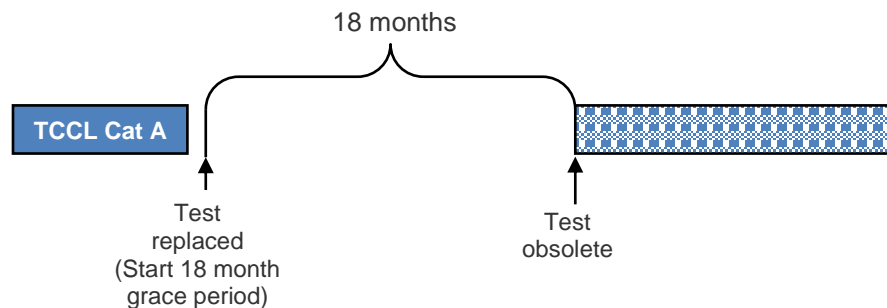 18 months
TCCL Cat A
Test
replaced
(Start 18 month
grace period)
Test
obsolete